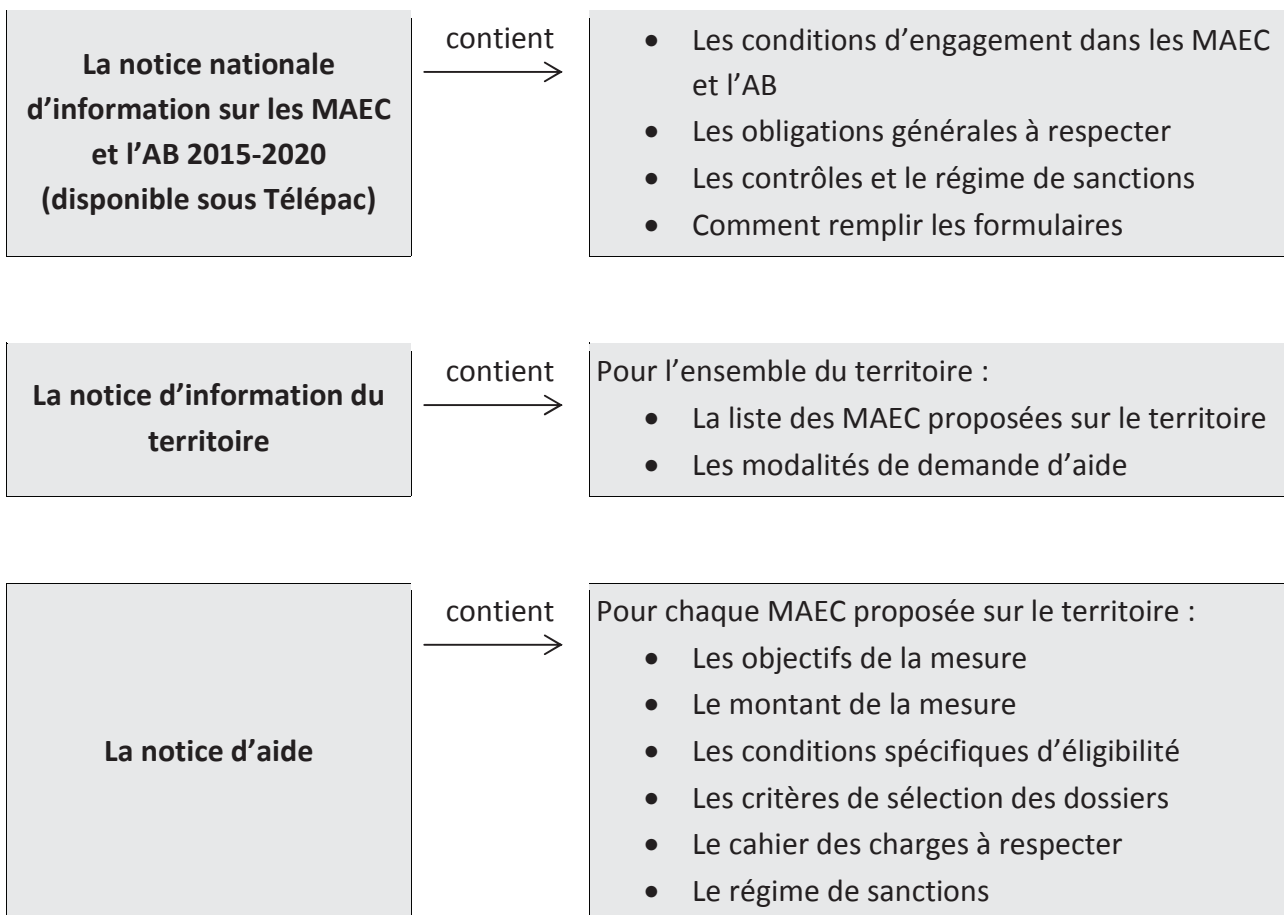 La notice nationale
d’information sur les MAEC
et l’AB 2015-2020
(disponible sous Télépac)
contient
• Les conditions d’engagement dans les MAEC
et l’AB
• Les obligations générales à respecter
• Les contrôles et le régime de sanctions
• Comment remplir les formulaires
La notice d’information du
territoire
contient
Pour l’ensemble du territoire :
• La liste des MAEC proposées sur le territoire
• Les modalités de demande d’aide
La notice d’aide
contient
Pour chaque MAEC proposée sur le territoire :
• Les objectifs de la mesure
• Le montant de la mesure
• Les conditions spécifiques d’éligibilité
• Les critères de sélection des dossiers
• Le cahier des charges à respecter
• Le régime de sanctions